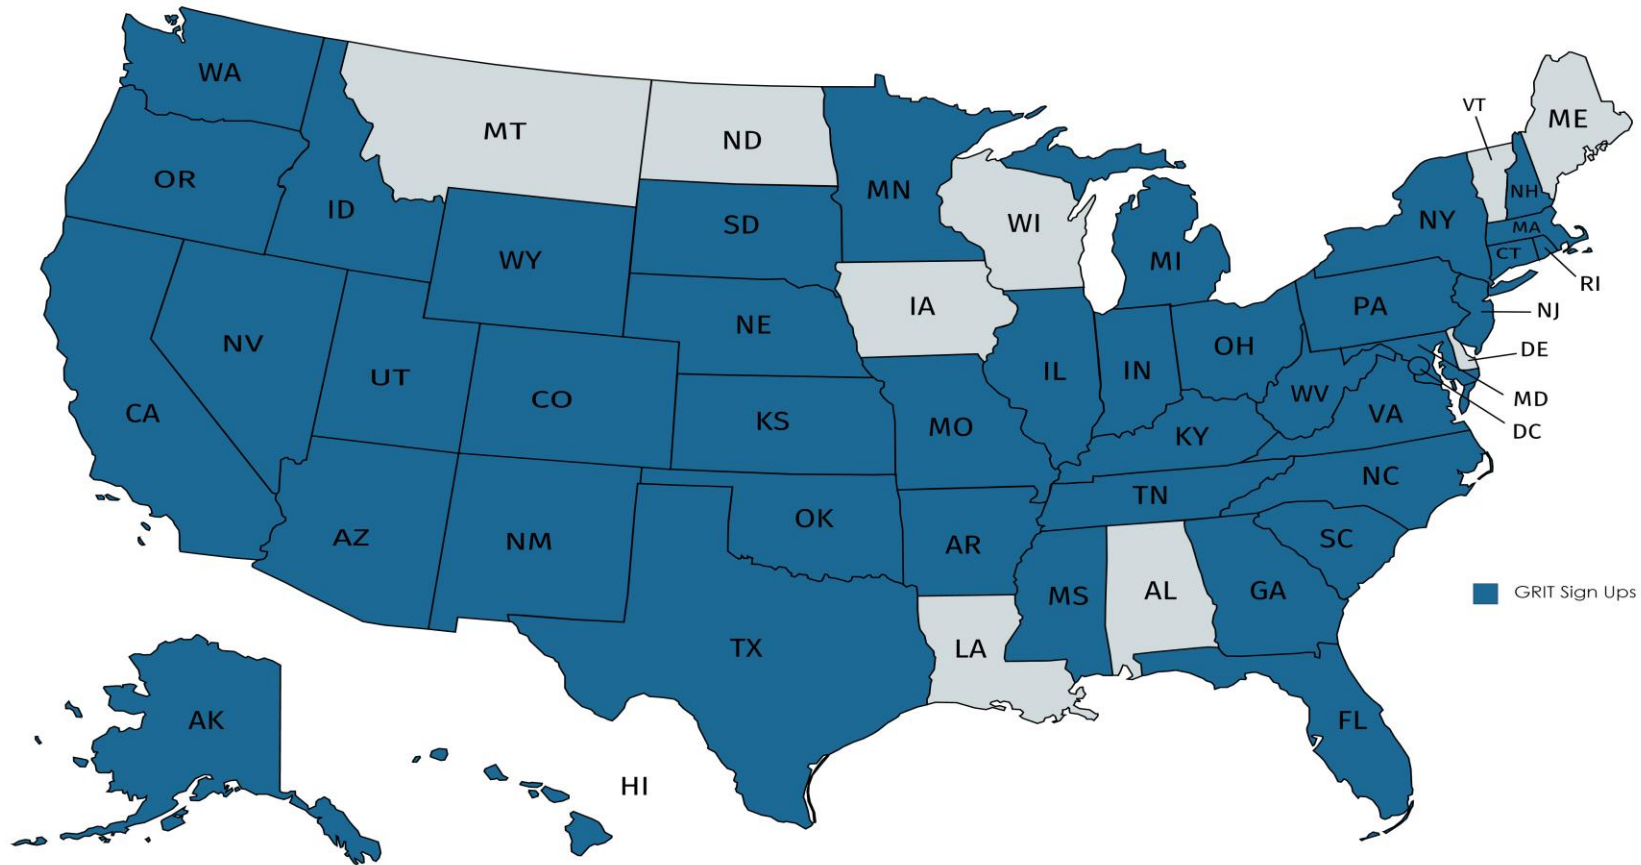 WA
MT
ND
VT
ME
OR
ID
MN
NH
SD
WI
NY
MA
WY
MI
CT
RI
IA
PA
NJ
NE
NV
OH
DE
UT
IL
IN
CO
WV
MD
CA
KS
MO
VA
DC
KY
NC
TN
OK
AZ
NM
AR
SC
MS
AL
GA
GRIT Sign Ups
TX
LA
AK
FL
HI